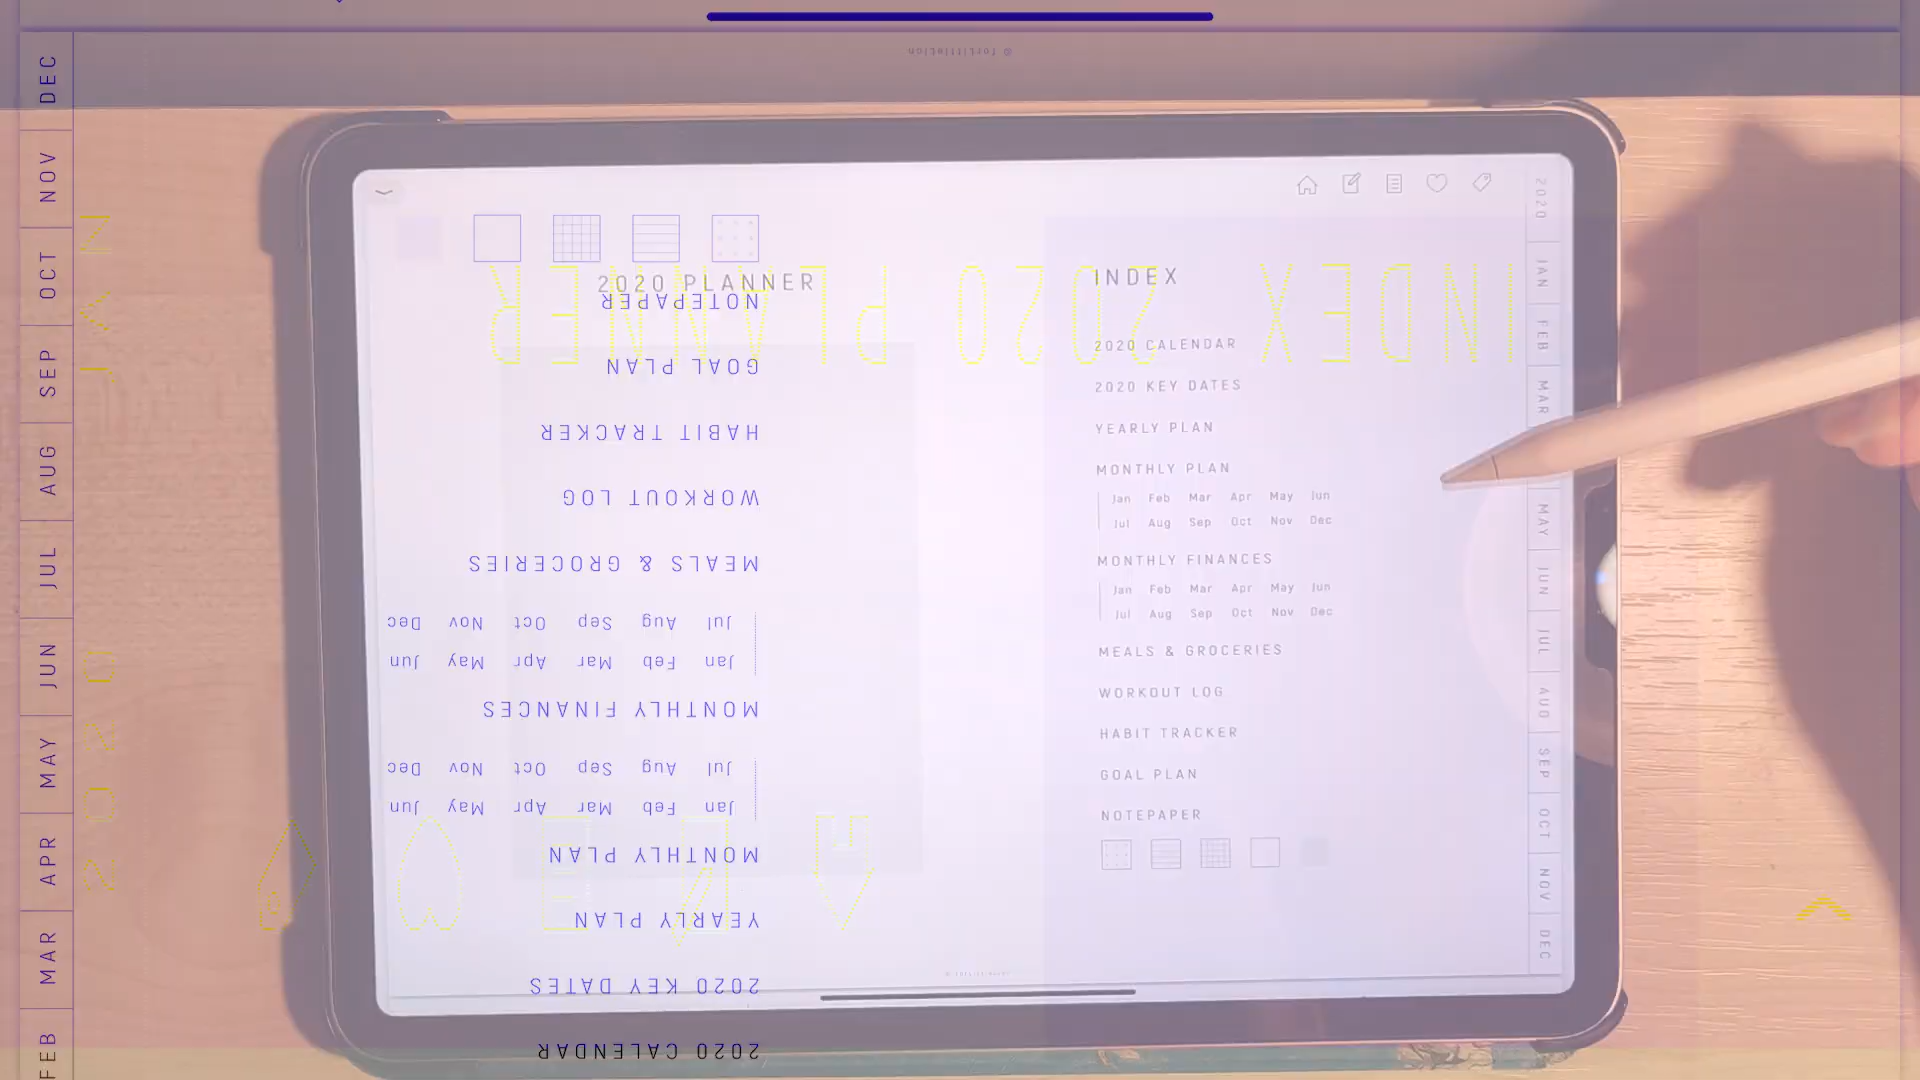 © fortitlution
DEC
NOV
OCT
SEP
AUG
JUL
JUN
MAY
APR
MAR
FEB
INDEX 2020 PLANNER
NOTEPAPER
GOAL PLAN
HABIT TRACKER
WORKOUT LOG
MEALS & GROCERIES
Jul Aug Sep Oct Nov Dec
Jan Feb Mar Apr May Jun
MONTHLY FINANCES
Jul Aug Sep Oct Nov Dec
Jan Feb Mar Apr May Jun
MONTHLY PLAN
YEARLY PLAN
2020 KEY DATES
2020 CALENDAR
2020 PLANNER
INDEX
2020 CALENDAR
2020 KEY DATES
YEARLY PLAN
MONTHLY PLAN
Jan Feb Mar Apr May Jun
Jul Aug Sep Oct Nov Dec
MONTHLY FINANCES
Jan Feb Mar Apr May Jun
Jul Aug Sep Oct Nov Dec
MEALS & GROCERIES
WORKOUT LOG
HABIT TRACKER
GOAL PLAN
NOTEPAPER
2020
JAN
FEB
MAR
MAY
JUN
JUL
AUG
SEP
OCT
NOV
DEC